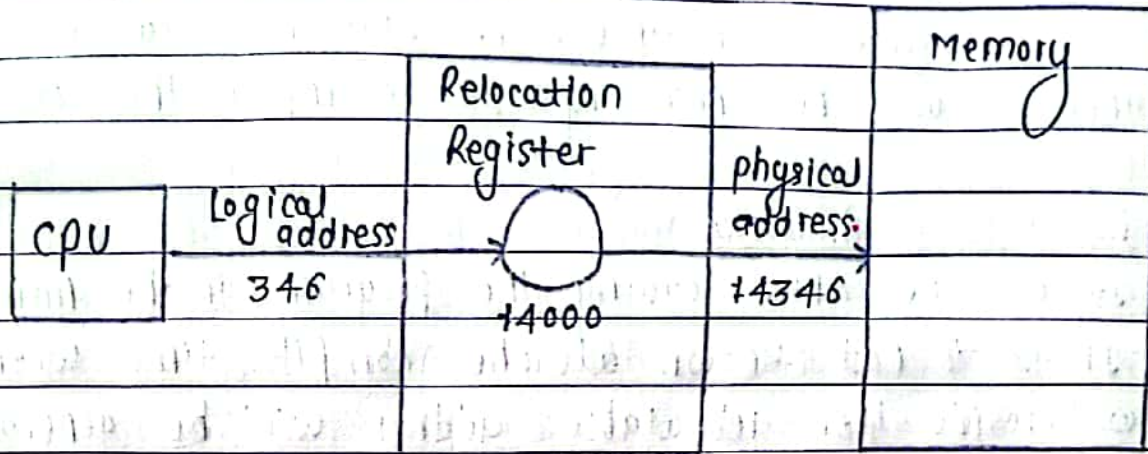 Memory
Relocation
Register
CPU
Logical
address
346
14000
physical
address.
14346